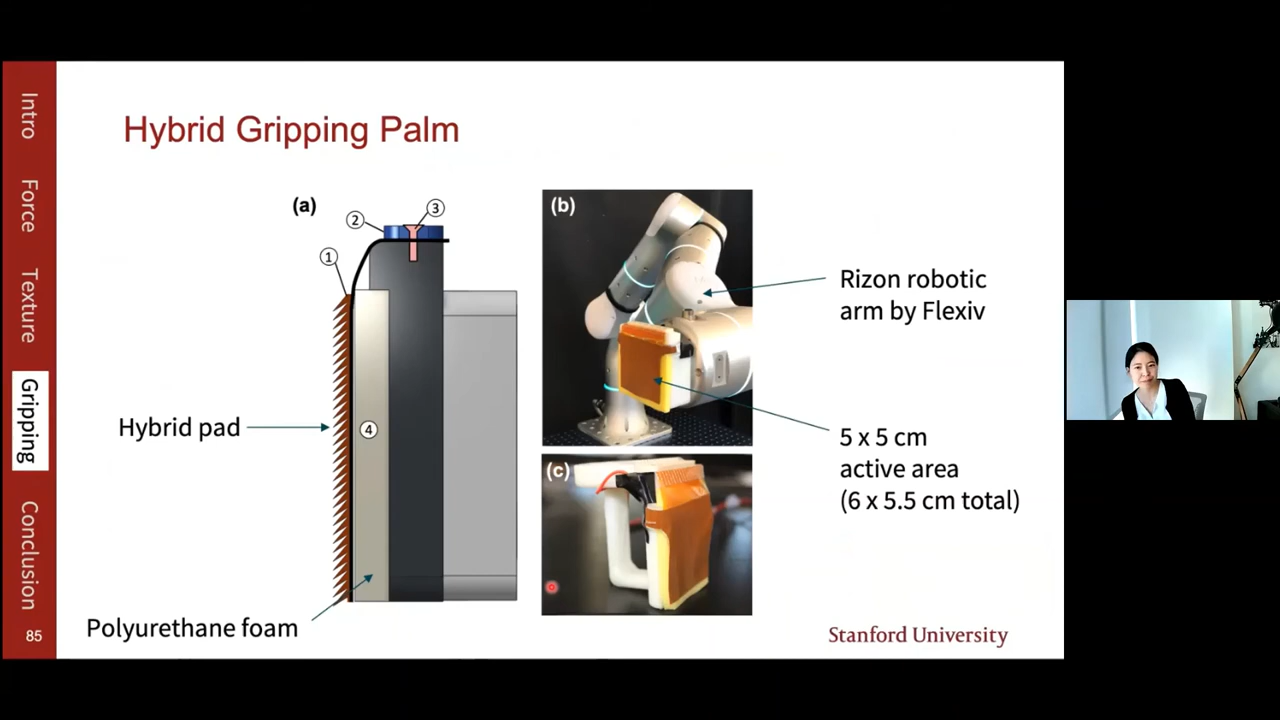 Intro
Force
Texture
Gripping
Conclusion
85
Hybrid Gripping Palm
(a)
1
2
3
4
Hybrid pad
Polyurethane foam
(b)
(c)
Rizon robotic
arm by Flexiv
5 x 5 cm
active area
(6 x 5.5 cm total)
Stanford University